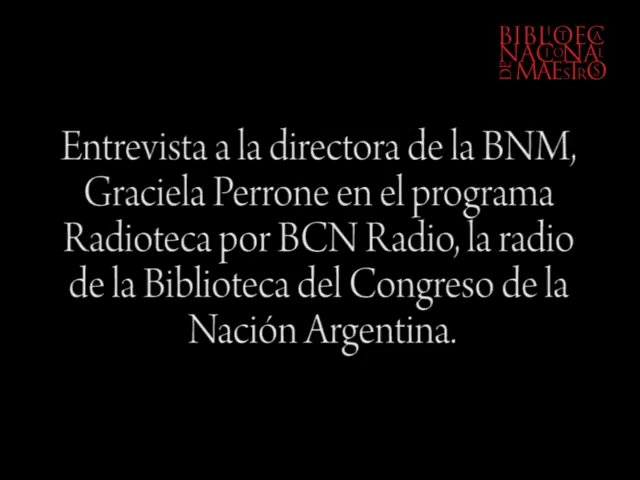 BIBLIOTECA
NACIONAL
DE MAESTROS
Entrevista a la directora de la BNM,
Graciela Perrone en el programa
Radioteca por BCN Radio, la radio
de la Biblioteca del Congreso de la
Nación Argentina.